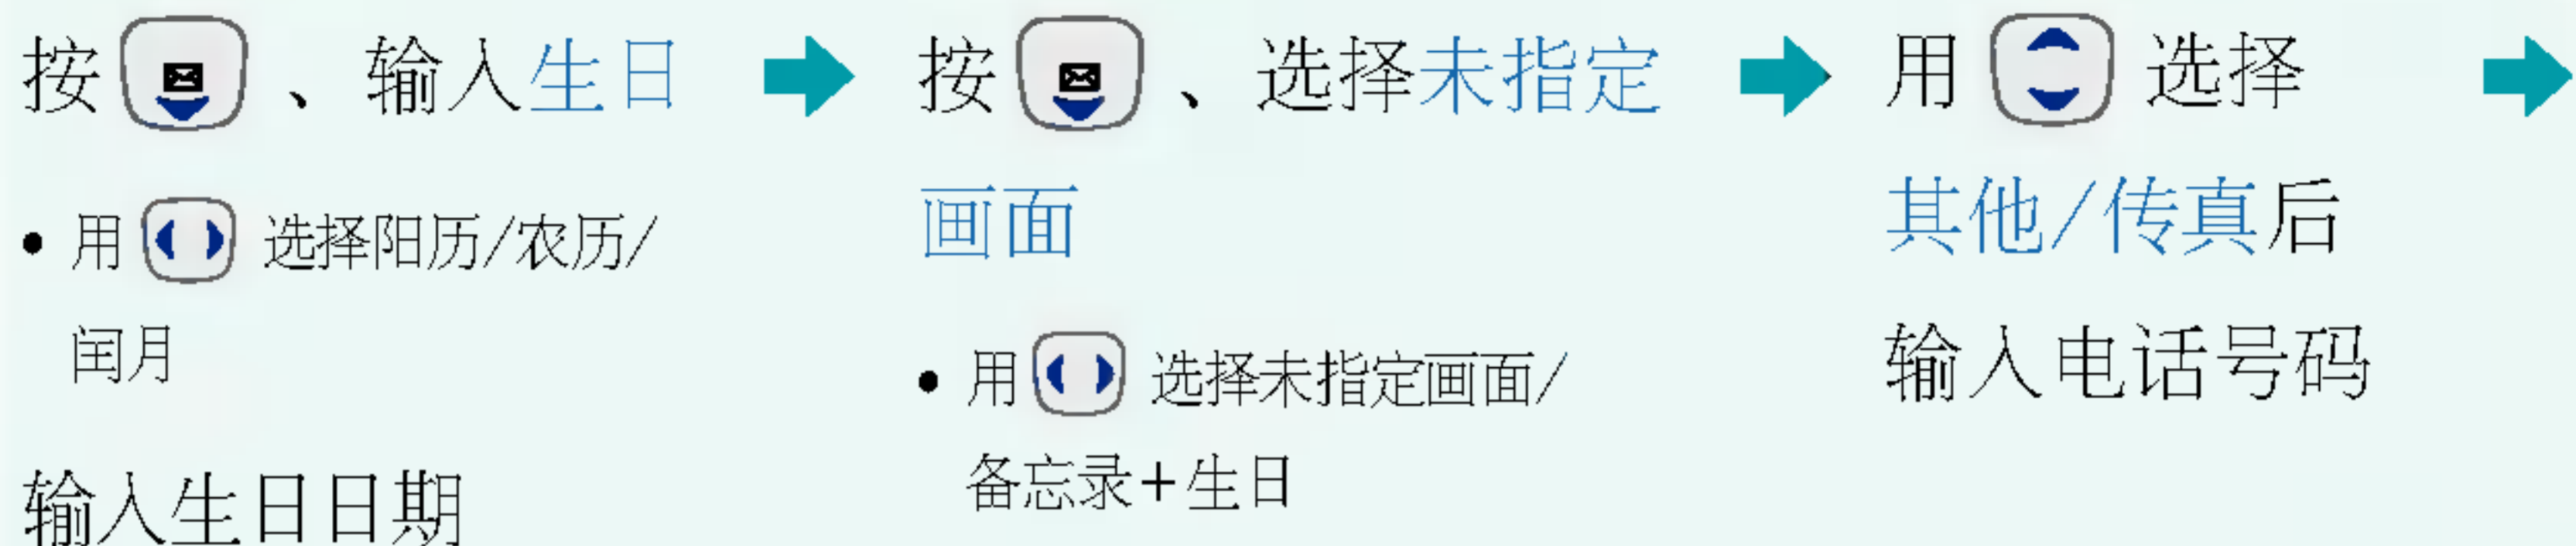 按 、输入生日
• 用 选择阳历/农历/
闰月
输入生日日期
按 、选择未指定
画面
• 用 选择未指定画面/
备忘录+生日
用 选择
其他/传真后
输入电话号码